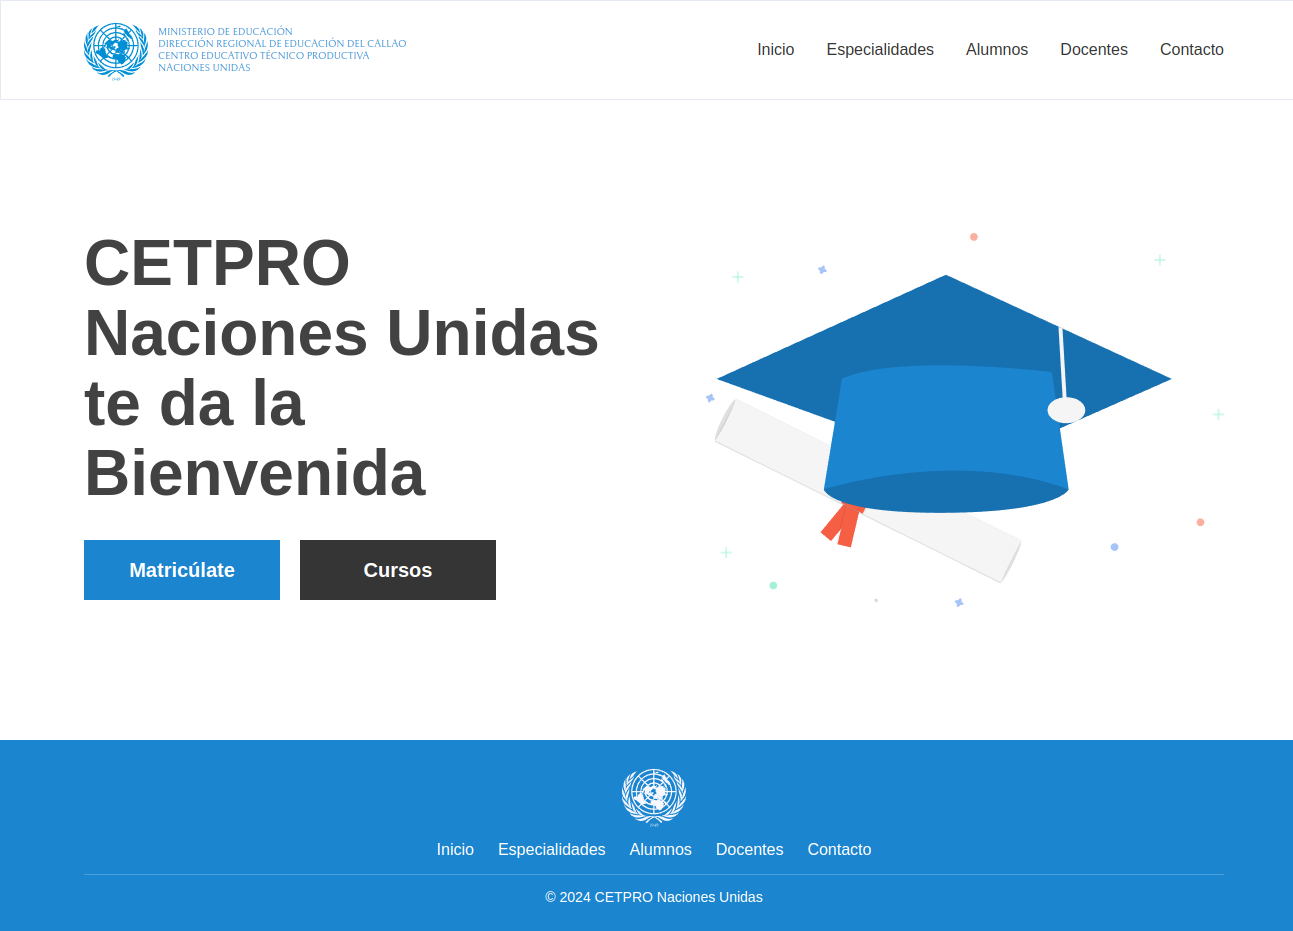 MINISTERIO DE EDUCACIÓN
DIRECCIÓN REGIONAL DE EDUCACIÓN DEL CALLAO
CENTRO EDUCATIVO TÉCNICO PRODUCTIVA
NACIONES UNIDAS
Inicio Especialidades Alumnos Docentes Contacto
CETPRO
Naciones Unidas
te da la
Bienvenida
Matricúlate Cursos
Inicio Especialidades Alumnos Docentes Contacto
© 2024 CETPRO Naciones Unidas